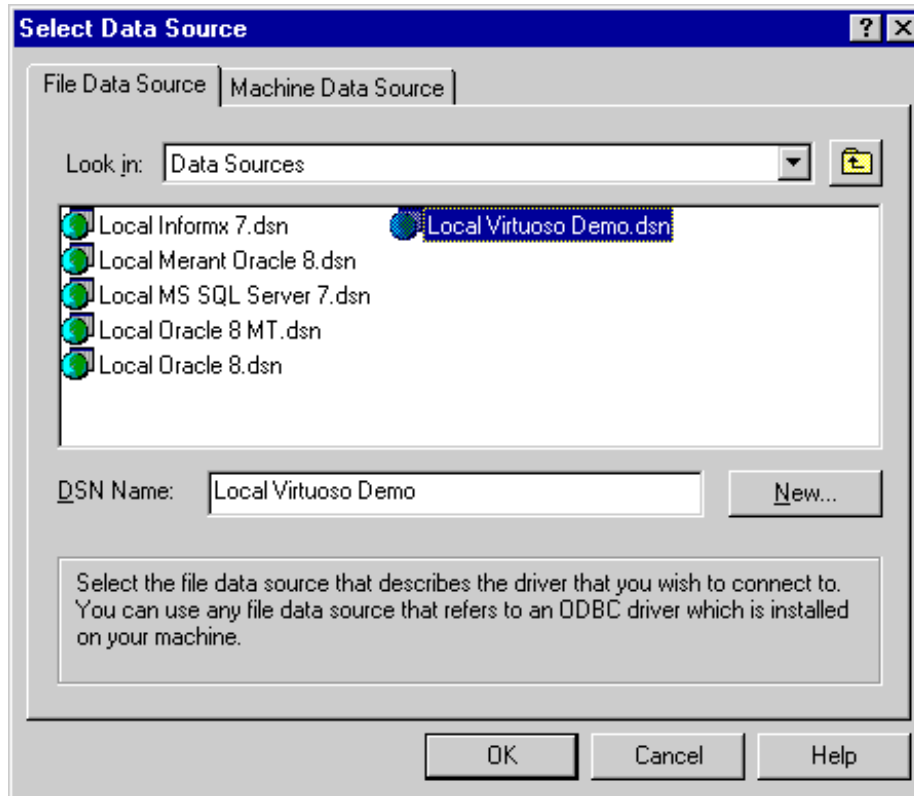 Select Data Source
File Data Source
Machine Data Source
Look in:
Data Sources
Local Informx 7.dsn
Local Merant Oracle 8.dsn
Local MS SQL Server 7.dsn
Local Oracle 8 MT.dsn
Local Oracle 8.dsn
Local Virtuoso Demo.dsn
DSN Name:
Local Virtuoso Demo
New...
Select the file data source that describes the driver that you wish to connect to.
You can use any file data source that refers to an ODBC driver which is installed
on your machine.
OK
Cancel
Help